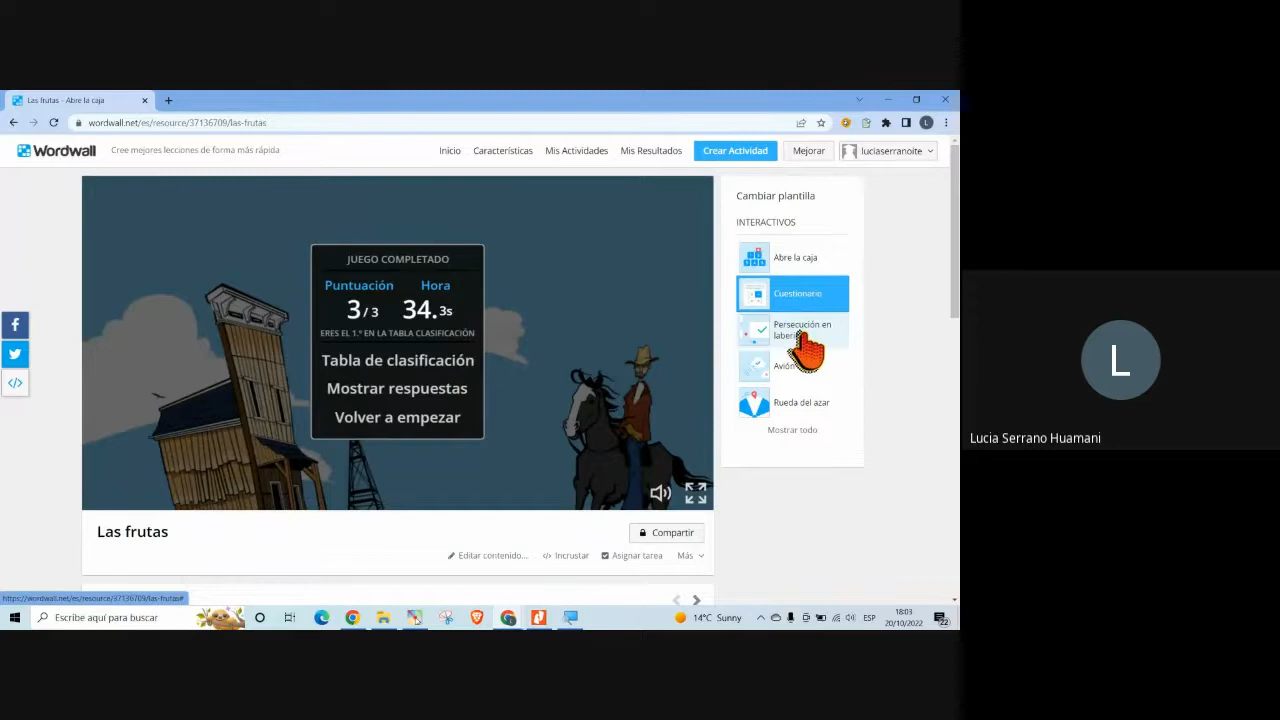 Las frutas - Abre la caja
wordwall.net/es/resource/37136709/las-frutas
L
Wordwall
Cree mejores lecciones de forma más rápida
Inicio
Características
Mis Actividades
Mis Resultados
Crear Actividad
Mejorar
luciaserranoite
JUEGO COMPLETADO
Puntuación
Hora
3/3
34.3s
ERES EL 1.º EN LA TABLA CLASIFICACIÓN
Tabla de clasificación
Mostrar respuestas
Volver a empezar
Cambiar plantilla
INTERACTIVOS
Abre la caja
Cuestionario
Persecución en
Avión
Rueda del azar
Mostrar todo
Las frutas
Compartir
Editar contenido...
</> Incrustar
Asignar tarea
Más
https://wordwall.net/es/resource/37136709/las-frutas#
Escribe aquí para buscar
14°C Sunny
ESP
18:03
20/10/2022
22
L
Lucia Serrano Huamani